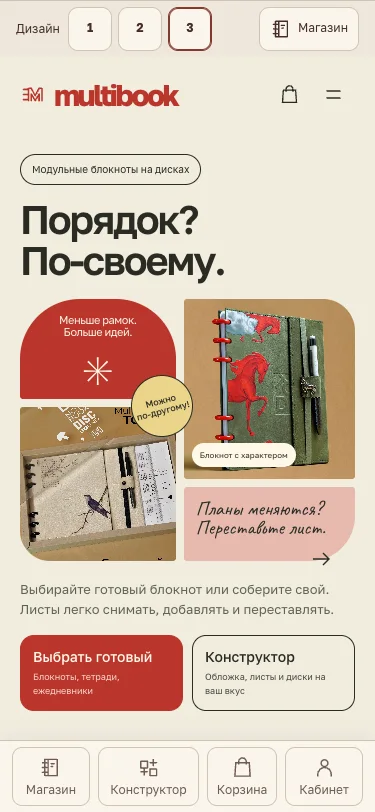 Дизайн 1 2 3 Магазин
multibook
Модульные блокноты на дисках
Порядок?
По-своему.
Меньше рамок.
Больше идей.
Можно
по-другому!
Блокнот с характером
DISC
Планы меняются?
Переставьте лист.
Выбирайте готовый блокнот или соберите свой.
Листы легко снимать, добавлять и переставлять.
Выбрать готовый
Блокноты, тетради,
ежедневники
Конструктор
Обложка, листы и диски на
ваш вкус
Магазин
Конструктор
Корзина
Кабинет